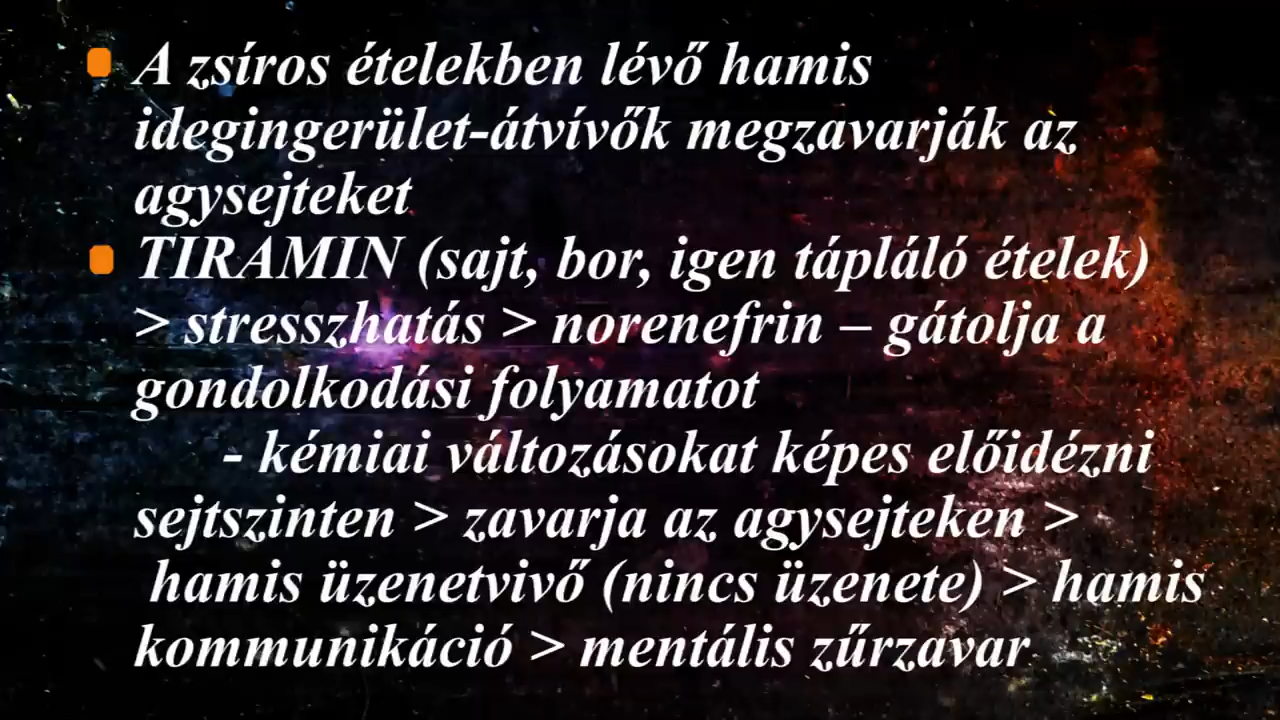 A zsíros ételekben lévő hamis
idegingerület-átvívők megzavarják az
agysejteket
TIRAMIN (sajt, bor, igen tápláló ételek)
> stresszhatás > norenefrin – gátolja a
gondolkodási folyamatot
- kémiai változásokat képes előidézni
sejtszinten > zavarja az agysejteken >
hamis üzenetvivő (nincs üzenete) > hamis
kommunikáció > mentális zűrzavar